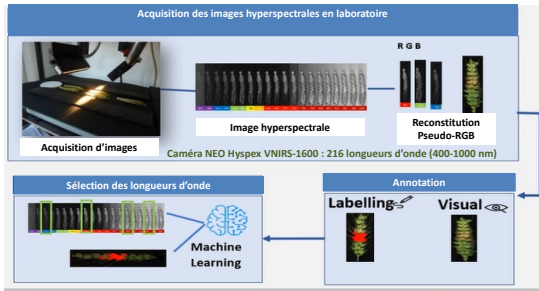 Acquisition des images hyperspectrales en laboratoire
R G B
Acquisition d'images
Image hyperspectrale
Reconstitution
Pseudo-RGB
Caméra NEO Hyspex VNIRS-1600 : 216 longueurs d'onde (400-1000 nm)
Sélection des longueurs d'onde
Machine
Learning
Annotation
Labelling
Visual